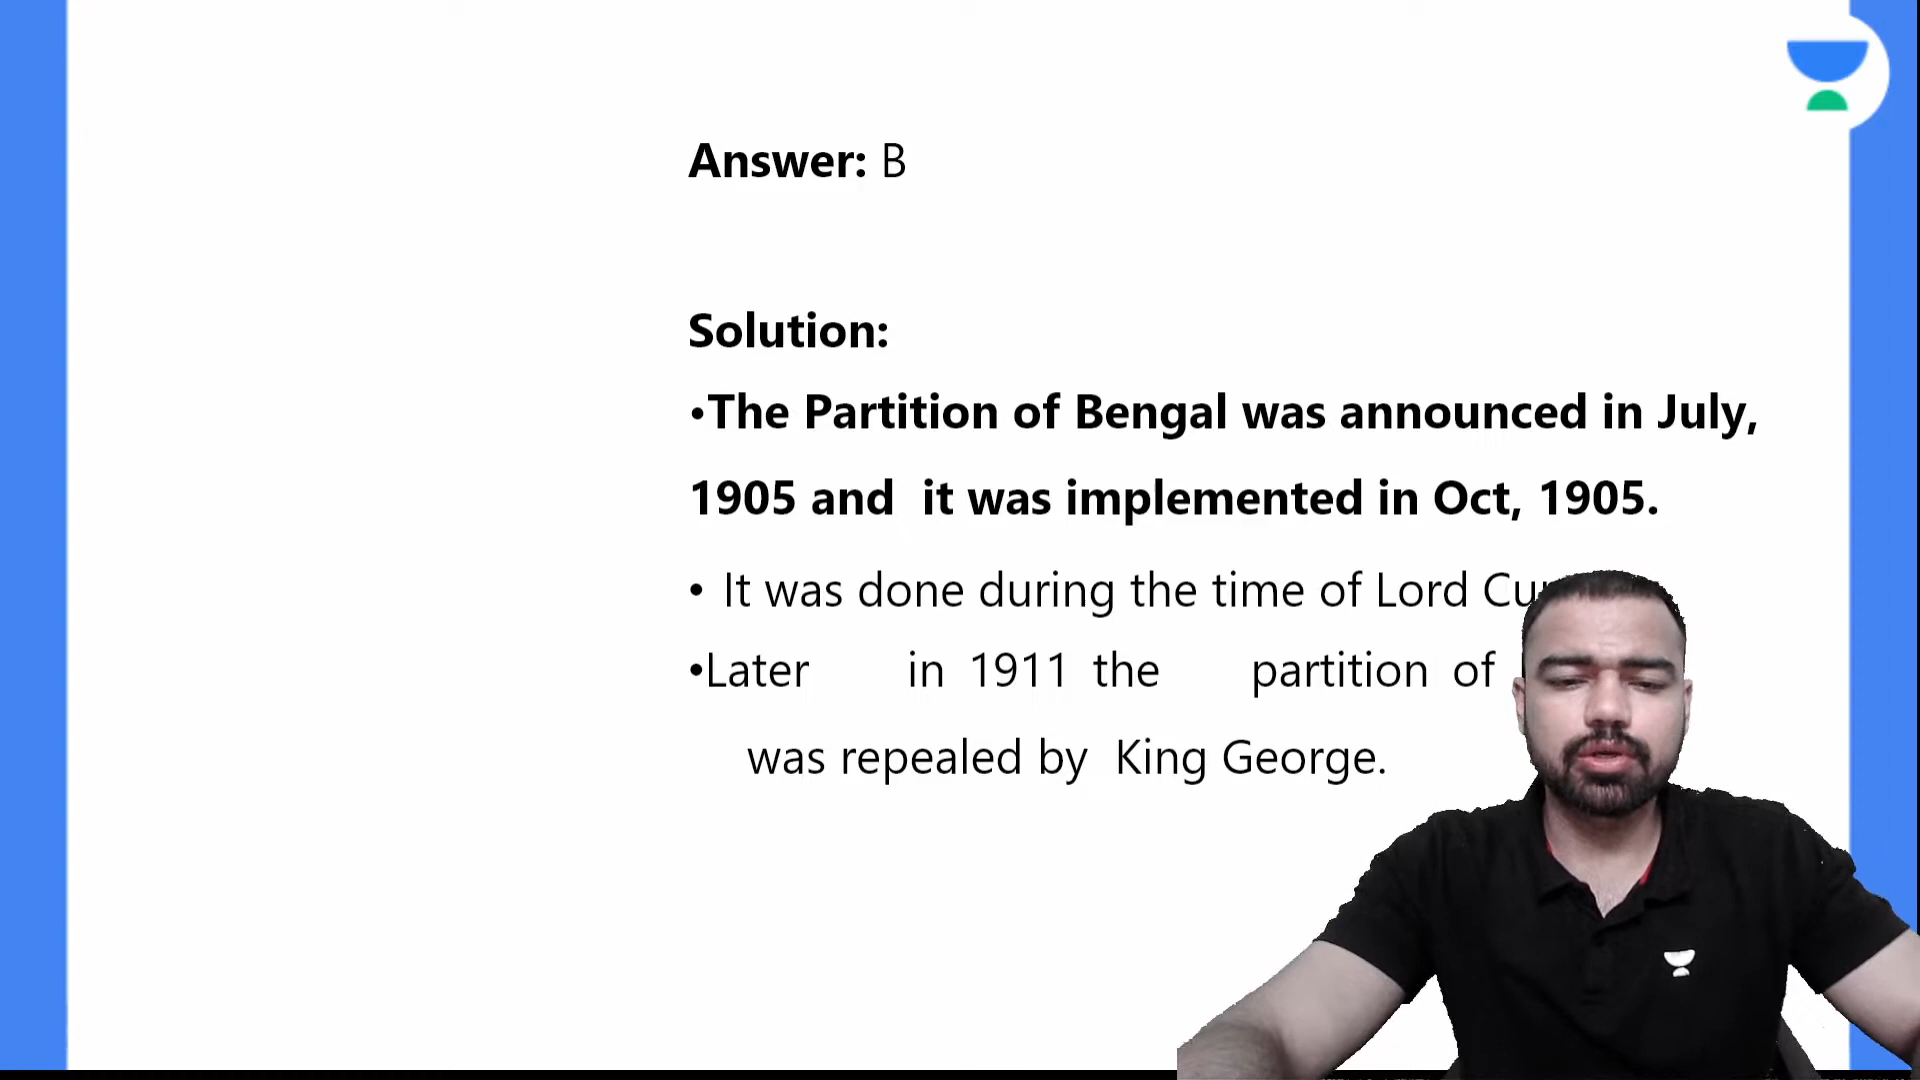 Answer: B
Solution:
•The Partition of Bengal was announced in July,
1905 and it was implemented in Oct, 1905.
• It was done during the time of Lord
•Later in 1911 the partition of
was repealed by King George.